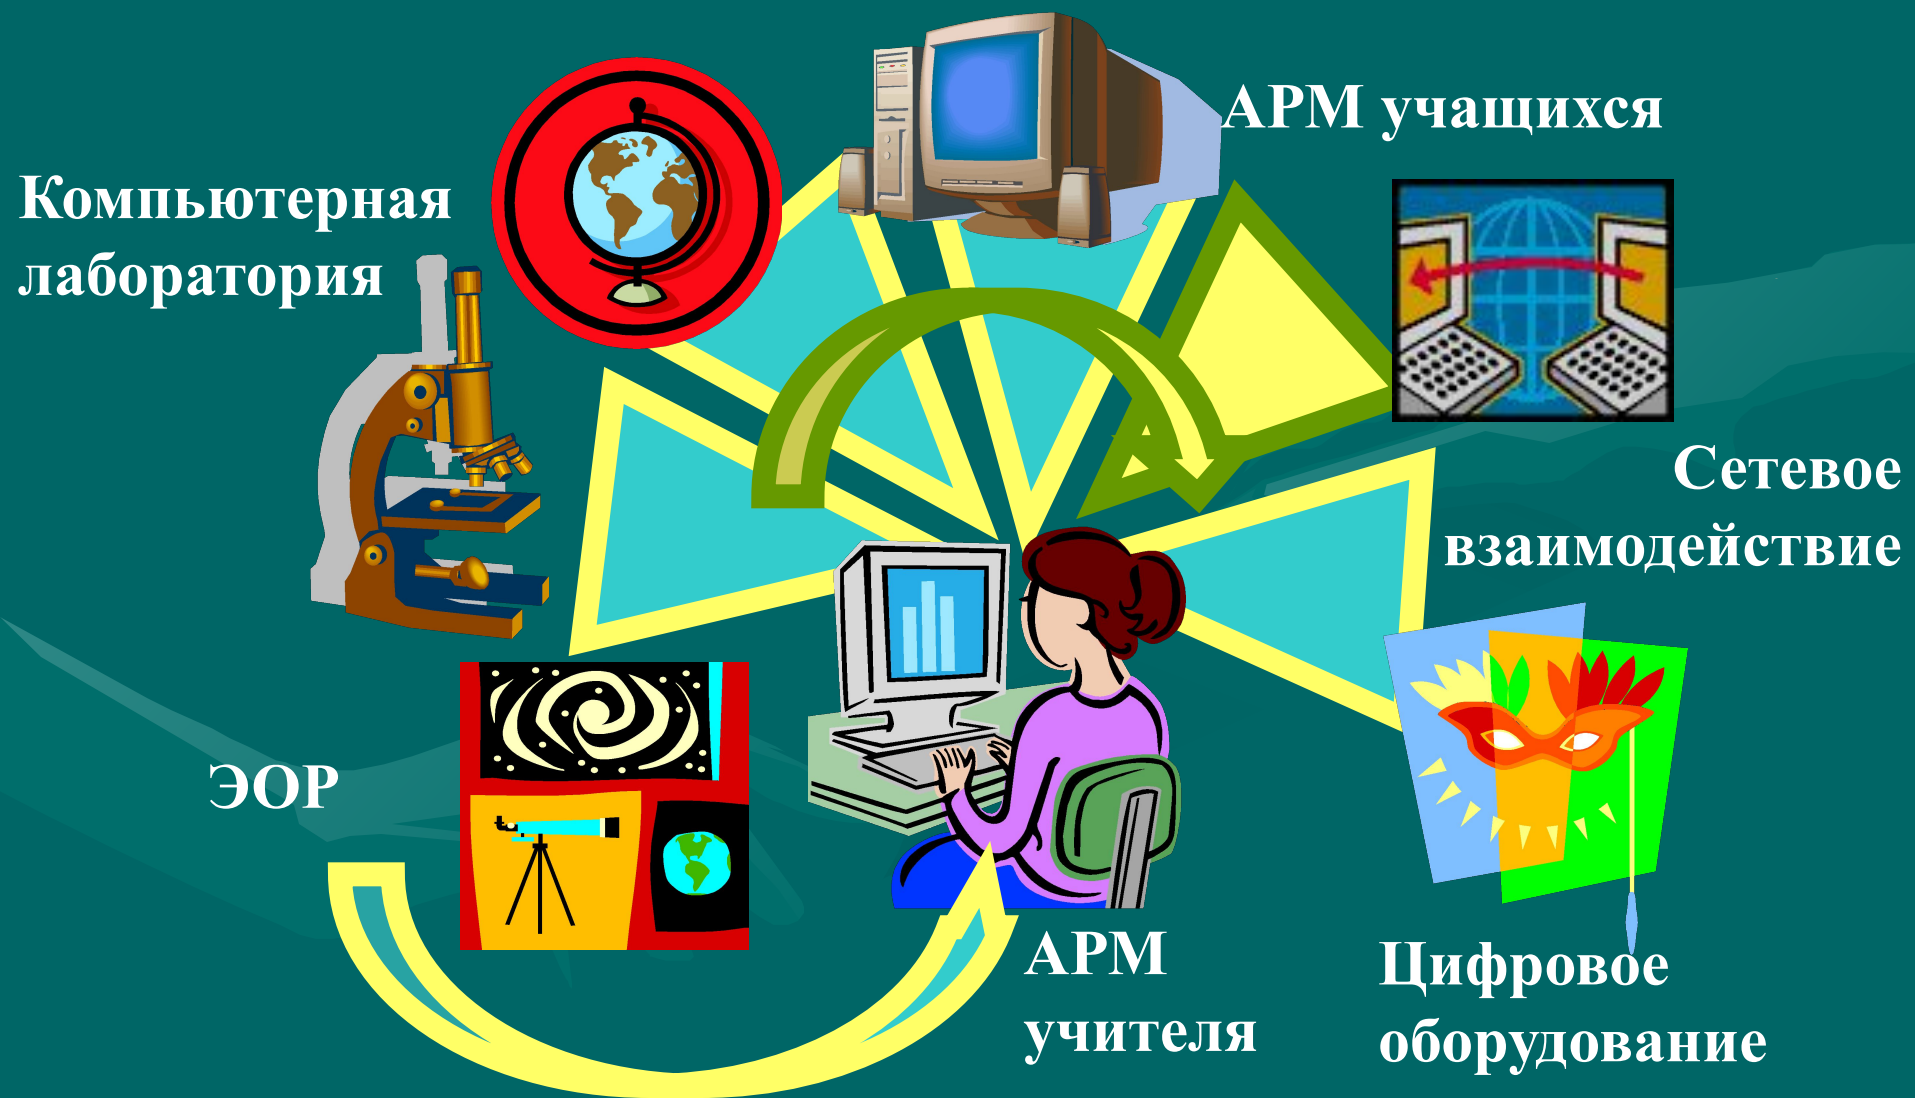 АРМ учащихся
Компьютерная
лаборатория
Сетевое
взаимодействие
ЭОР
АРМ
учителя
Цифровое
оборудование